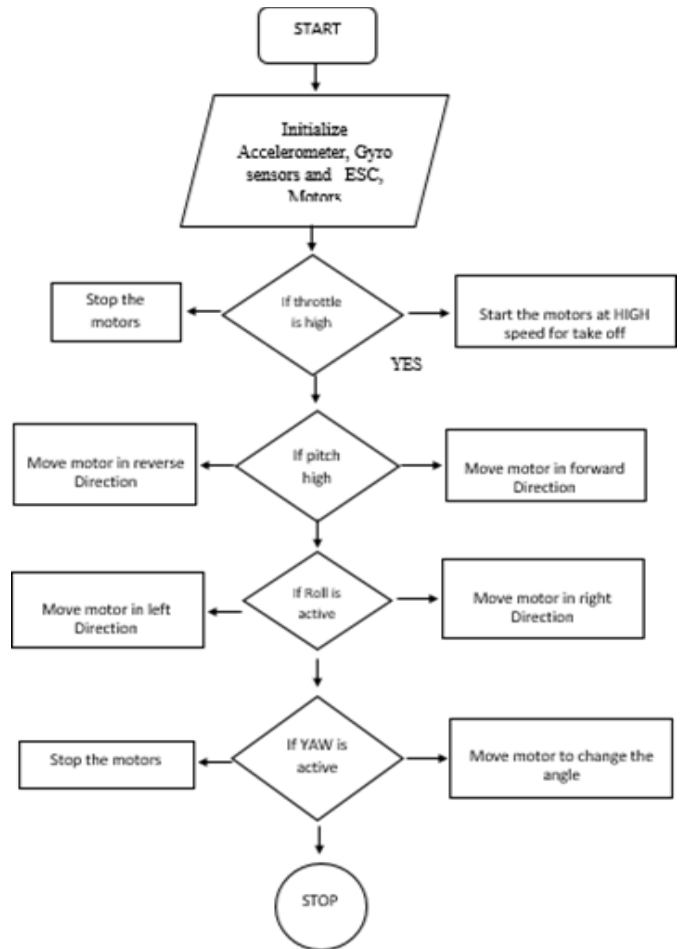 START
Initialize
Accelerometer, Gyro
sensors and ESC,
Motors
Stop the
motors
If throttle
is high
Start the motors at HIGH
speed for take off
YES
Move motor in reverse
Direction
If pitch
high
Move motor in forward
Direction
Move motor in left
Direction
If Roll is
active
Move motor in right
Direction
Stop the motors
If YAW is
active
Move motor to change the
angle
STOP